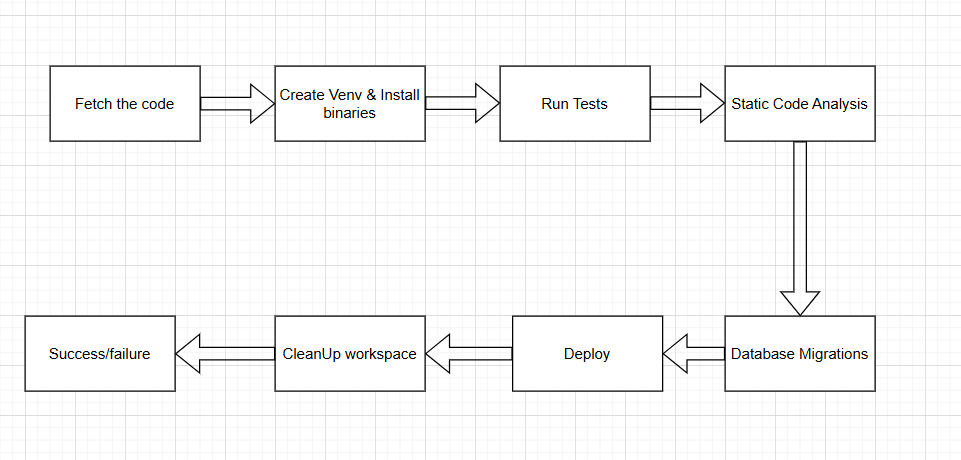 Fetch the code
Create Venv & Install
binaries
Run Tests
Static Code Analysis
Success/failure
CleanUp workspace
Deploy
Database Migrations